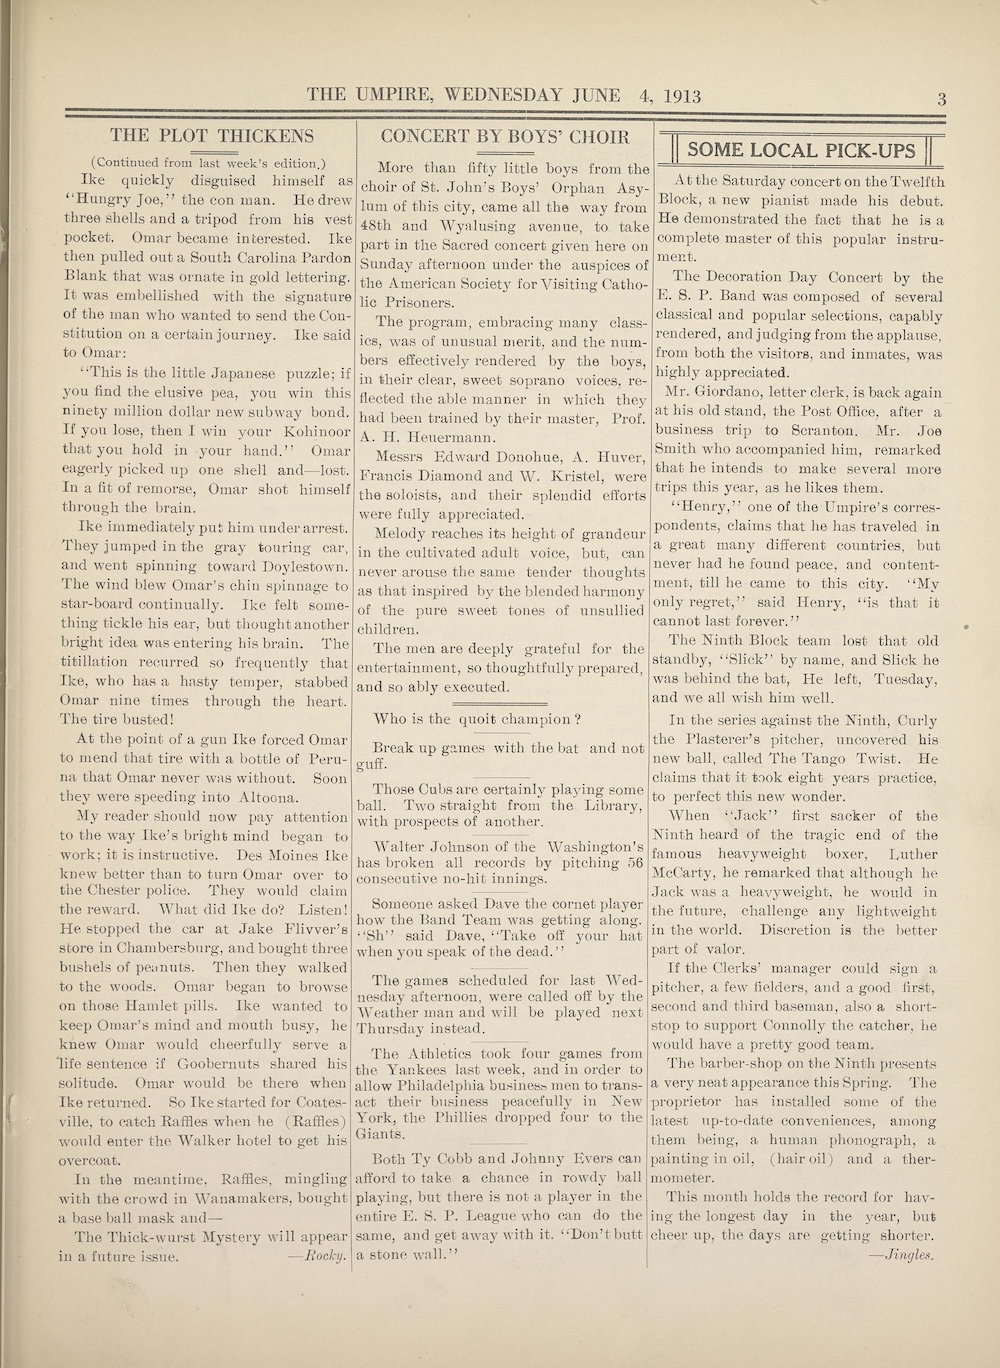 THE UMPIRE, WEDNESDAY JUNE 4, 1913
3
THE PLOT THICKENS
(Continued from last week's edition.)
Ike quickly disguised himself as
"Hungry Joe," the con man. He drew
three shells and a tripod from his vest
pocket. Omar became interested. Ike
then pulled out a South Carolina Pardon
Blank that was ornate in gold lettering.
It was embellished with the signature
of the man who wanted to send the Con-
stitution on a certain journey. Ike said
to Omar:
"This is the little Japanese puzzle; if
you find the elusive pea, you win this
ninety million dollar new subway bond.
If you lose, then I win your Kohinoor
that you hold in your hand." Omar
eagerly picked up one shell and—lost.
In a fit of remorse, Omar shot himself
through the brain.
Ike immediately put him under arrest.
They jumped in the gray touring car,
and went spinning toward Doylestown.
The wind blew Omar's chin spinnage to
star-board continually. Ike felt some-
thing tickle his ear, but thought another
bright idea was entering his brain. The
titillation recurred so frequently that
Ike, who has a hasty temper, stabbed
Omar nine times through the heart.
The tire busted!
At the point of a gun Ike forced Omar
to mend that tire with a bottle of Peru-
na that Omar never was without. Soon
they were speeding into Altoona.
My reader should now pay attention
to the way Ike's bright mind began to
work; it is instructive. Des Moines Ike
knew better than to turn Omar over to
the Chester police. They would claim
the reward. What did Ike do? Listen!
He stopped the car at Jake Flivver's
store in Chambersburg, and bought three
bushels of peanuts. Then they walked
to the woods. Omar began to browse
on those Hamlet pills. Ike wanted to
keep Omar's mind and mouth busy, he
knew Omar would cheerfully serve a
life sentence if Goobernuts shared his
solitude. Omar would be there when
Ike returned. So Ike started for Coates-
ville, to catch Raffles when he (Raffles)
would enter the Walker hotel to get his
overcoat.
In the meantime, Raffles, mingling
with the crowd in Wanamakers, bought
a base ball mask and—
The Thick-wurst Mystery will appear
in a future issue. —Rocky.
CONCERT BY BOYS' CHOIR
More than fifty little boys from the
choir of St. John's Boys' Orphan Asy-
lum of this city, came all the way from
48th and Wyalusing avenue, to take
part in the Sacred concert given here on
Sunday afternoon under the auspices of
the American Society for Visiting Catho-
lic Prisoners.
The program, embracing many class-
ics, was of unusual merit, and the num-
bers effectively rendered by the boys,
in their clear, sweet soprano voices, re-
flected the able manner in which they
had been trained by their master, Prof.
A. H. Heuermann.
Messrs Edward Donohue, A. Huver,
Francis Diamond and W. Kristel, were
the soloists, and their splendid efforts
were fully appreciated.
Melody reaches its height of grandeur
in the cultivated adult voice, but, can
never arouse the same tender thoughts
as that inspired by the blended harmony
of the pure sweet tones of unsullied
children.
The men are deeply grateful for the
entertainment, so thoughtfully prepared,
and so ably executed.
Who is the quoit champion ?
Break up games with the bat and not
guff.
Those Cubs are certainly playing some
ball. Two straight from the Library,
with prospects of another.
Walter Johnson of the Washington's
has broken all records by pitching 56
consecutive no-hit innings.
Someone asked Dave the cornet player
how the Band Team was getting along.
"Sh" said Dave, "Take off your hat
when you speak of the dead."
The games scheduled for last Wed-
nesday afternoon, were called off by the
Weather man and will be played next
Thursday instead.
The Athletics took four games from
the Yankees last week, and in order to
allow Philadelphia business men to trans-
act their business peacefully in New
York, the Phillies dropped four to the
Giants.
Both Ty Cobb and Johnny Evers can
afford to take a chance in rowdy ball
playing, but there is not a player in the
entire E. S. P. League who can do the
same, and get away with it. "Don't butt
a stone wall."
SOME LOCAL PICK-UPS
At the Saturday concert on the Twelfth
Block, a new pianist made his debut.
He demonstrated the fact that he is a
complete master of this popular instru-
ment.
The Decoration Day Concert by the
E. S. P. Band was composed of several
classical and popular selections, capably
rendered, and judging from the applause,
from both the visitors, and inmates, was
highly appreciated.
Mr. Giordano, letter clerk, is back again
at his old stand, the Post Office, after a
business trip to Scranton. Mr. Joe
Smith who accompanied him, remarked
that he intends to make several more
trips this year, as he likes them.
"Henry," one of the Umpire's corres-
pondents, claims that he has traveled in
a great many different countries, but
never had he found peace, and content-
ment, till he came to this city. "My
only regret," said Henry, "is that it
cannot last forever."
The Ninth Block team lost that old
standby, "Slick" by name, and Slick he
was behind the bat, He left, Tuesday,
and we all wish him well.
In the series against the Ninth, Curly
the Plasterer's pitcher, uncovered his
new ball, called The Tango Twist. He
claims that it took eight years practice,
to perfect this new wonder.
When "Jack" first sacker of the
Ninth heard of the tragic end of the
famous heavyweight boxer, Luther
McCarty, he remarked that although he
Jack was a heavyweight, he would in
the future, challenge any lightweight
in the world. Discretion is the better
part of valor.
If the Clerks' manager could sign a
pitcher, a few fielders, and a good first,
second and third baseman, also a short-
stop to support Connolly the catcher, he
would have a pretty good team.
The barber-shop on the Ninth presents
a very neat appearance this Spring. The
proprietor has installed some of the
latest up-to-date conveniences, among
them being, a human phonograph, a
painting in oil, (hair oil) and a ther-
mometer.
This month holds the record for hav-
ing the longest day in the year, but
cheer up, the days are getting shorter.
—Jingles.